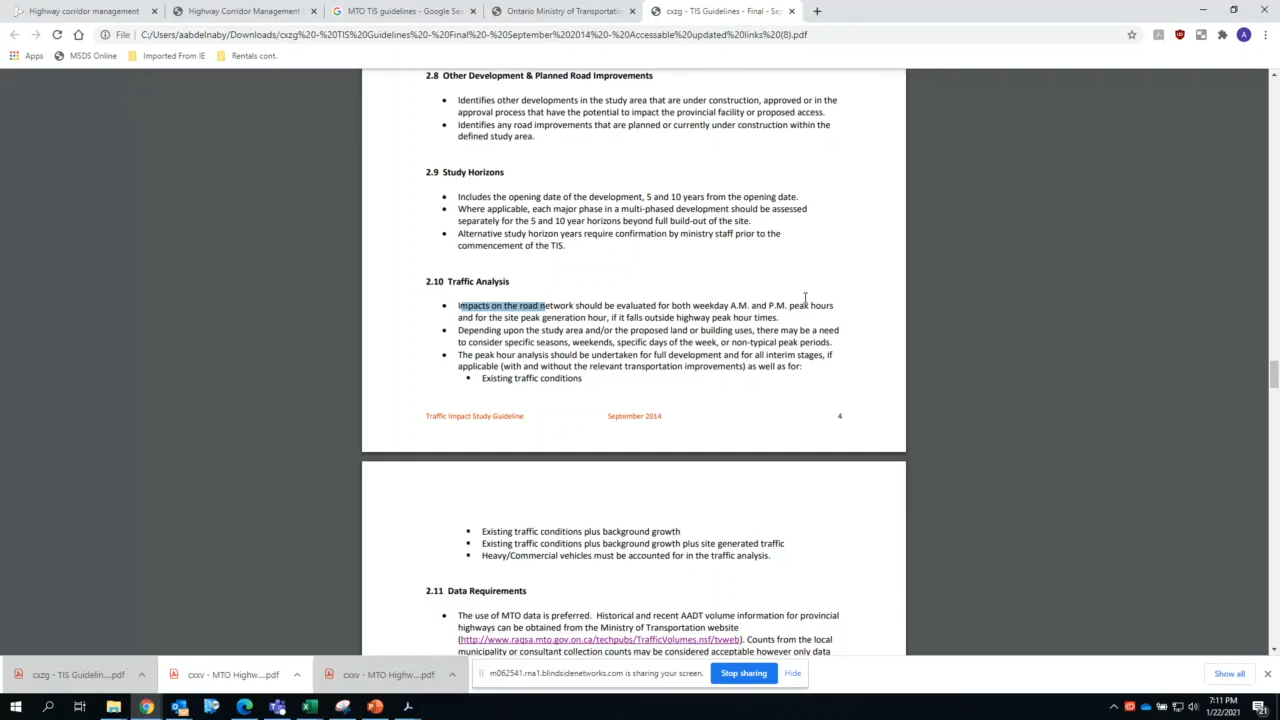 Highway corridor management
Highway Corridor Management
MTO TIS guidelines - Google Sea
Ontario Ministry of Transportation
cxzg - TIS Guidelines - Final - Sep
File
C:/Users/aabdelnaby/Downloads/cxzg%20-%20TIS%20Guidelines%20-%20Final%20-%20September%202014%20-%20Accessable%20updated%20links%20(8).pdf
A
Apps
MSDS Online
Imported From IE
Rentals cont.
2.8 Other Development & Planned Road Improvements
• Identifies other developments in the study area that are under construction, approved or in the
approval process that have the potential to impact the provincial facility or proposed access.
• Identifies any road improvements that are planned or currently under construction within the
defined study area.
2.9 Study Horizons
• Includes the opening date of the development, 5 and 10 years from the opening date.
• Where applicable, each major phase in a multi-phased development should be assessed
separately for the 5 and 10 year horizons beyond full build-out of the site.
• Alternative study horizon years require confirmation by ministry staff prior to the
commencement of the TIS.
2.10 Traffic Analysis
• Impacts on the road network should be evaluated for both weekday A.M. and P.M. peak hours
and for the site peak generation hour, if it falls outside highway peak hour times.
• Depending upon the study area and/or the proposed land or building uses, there may be a need
to consider specific seasons, weekends, specific days of the week, or non-typical peak periods.
• The peak hour analysis should be undertaken for full development and for all interim stages, if
applicable (with and without the relevant transportation improvements) as well as for:
▪ Existing traffic conditions
Traffic Impact Study Guideline September 2014 4
▪ Existing traffic conditions plus background growth
▪ Existing traffic conditions plus background growth plus site generated traffic
▪ Heavy/Commercial vehicles must be accounted for in the traffic analysis.
2.11 Data Requirements
• The use of MTO data is preferred. Historical and recent AADT volume information for provincial
highways can be obtained from the Ministry of Transportation website
(http://www.raqsa.mto.gov.on.ca/techpubs/TrafficVolumes.nsf/tvweb). Counts from the local
municipality or consultant collection counts may be considered acceptable however only data
cxzg - TIS Guidelin....pdf
cxxv - MTO Highw....pdf
cxxv - MTO Highw....pdf
m062541.rna1.blindsidenetworks.com is sharing your screen.
Stop sharing
Hide
Show all
7:11 PM
1/22/2021
21